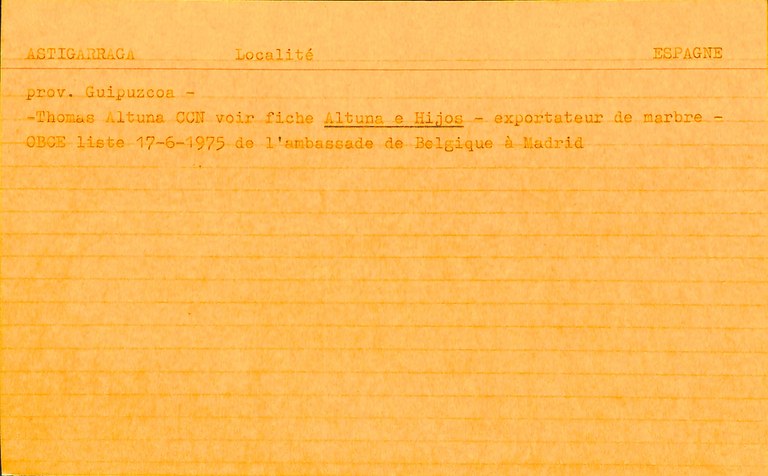 ASTIGARRAGA Localité ESPAGNE
prov. Guipuzcoa -
-Thomas Altuna CCN voir fiche Altuna e Hijos - exportateur de marbre -
OBCE liste 17-6-1975 de l'ambassade de Belgique à Madrid